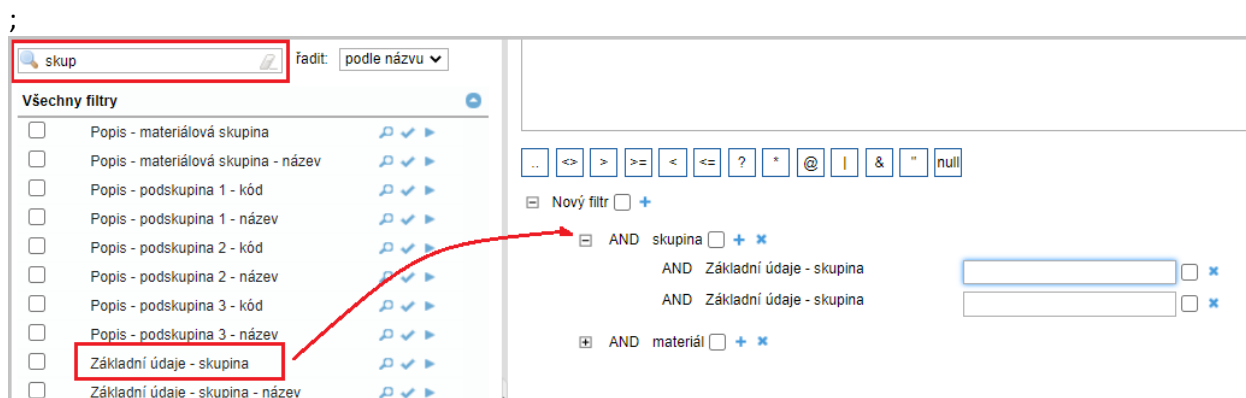 ;
skup řadit: podle názvu
Všechny filtry
Popis - materiálová skupina
Popis - materiálová skupina - název
Popis - podskupina 1 - kód
Popis - podskupina 1 - název
Popis - podskupina 2 - kód
Popis - podskupina 2 - název
Popis - podskupina 3 - kód
Popis - podskupina 3 - název
Základní údaje - skupina
Základní údaje - skupina - název
.. <> > >= < <= ? * @ | & " null
Nový filtr
AND skupina
AND Základní údaje - skupina
AND Základní údaje - skupina
AND materiál